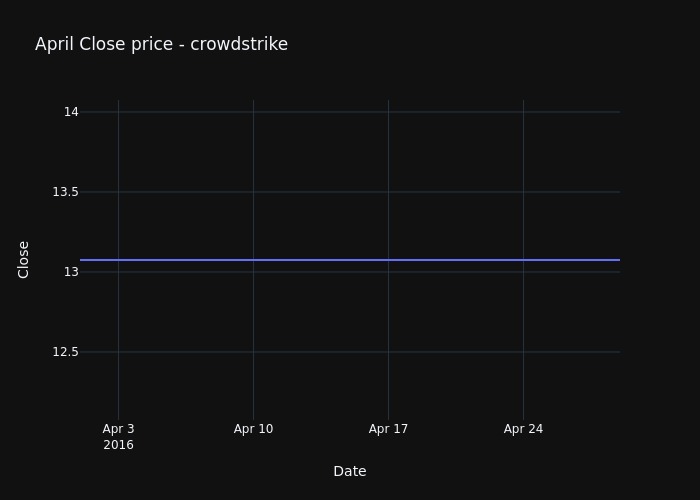 April Close price - crowdstrike
14
13.5
13
12.5
Close
Apr 3
2016
Apr 10
Apr 17
Apr 24
Date